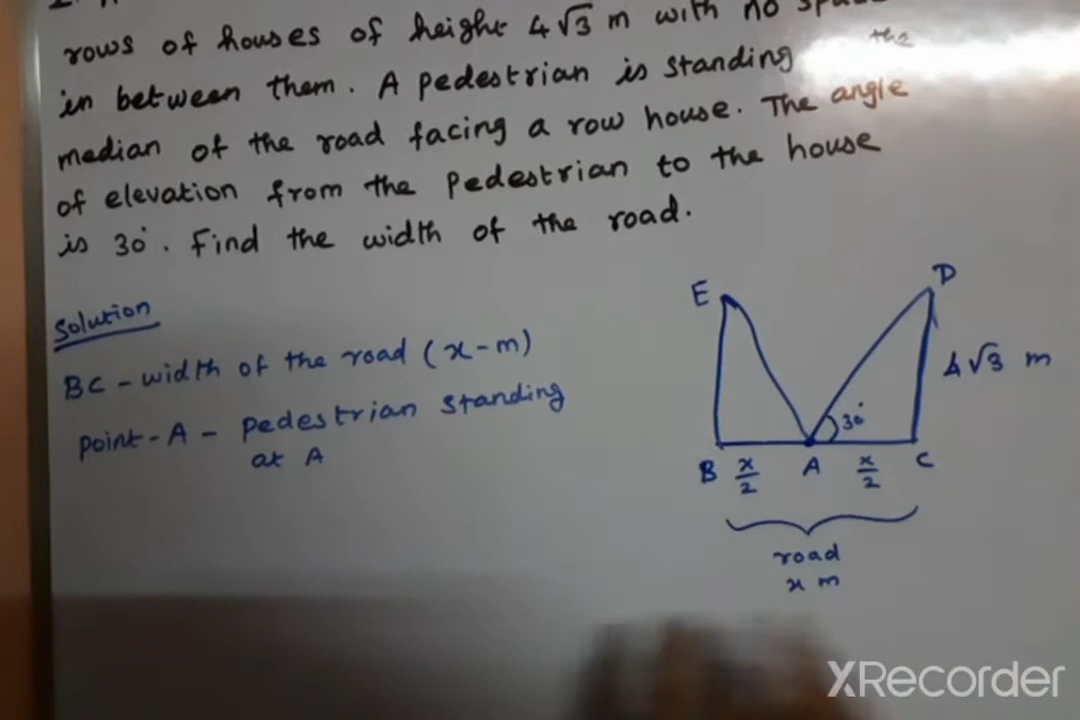 rows of houses of height 4√3 m with no
in between them. A pedestrian is standing the
median of the road facing a row house. The angle
of elevation from the pedestrian to the house
is 30°. Find the width of the road.
Solution
BC - width of the road (x-m)
point-A - pedestrian standing
at A
E
D
4√3 m
30°
B x/2 A x/2 C
road
x m
XRecorder